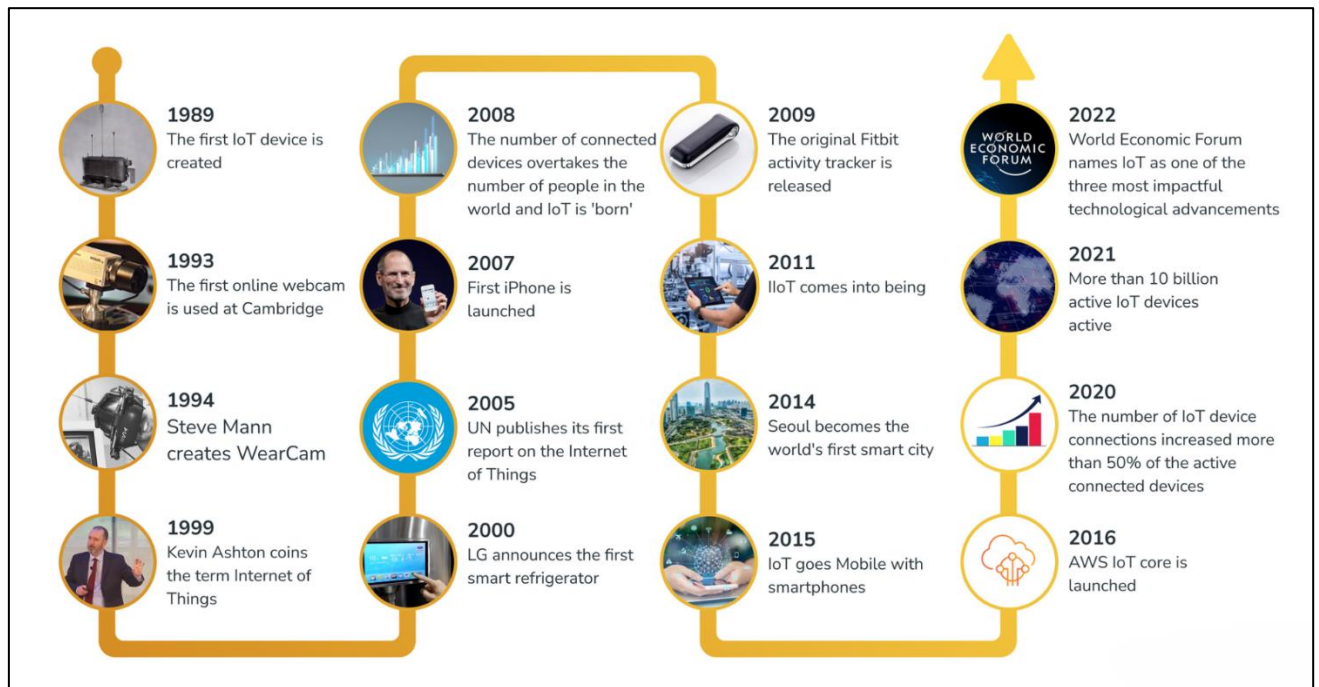 1989
The first IoT device is
created
1993
The first online webcam
is used at Cambridge
1994
Steve Mann
creates WearCam
1999
Kevin Ashton coins
the term Internet of
Things
2000
LG announces the first
smart refrigerator
2005
UN publishes its first
report on the Internet
of Things
2007
First iPhone is
launched
2008
The number of connected
devices overtakes the
number of people in the
world and IoT is 'born'
2009
The original Fitbit
activity tracker is
released
2011
IIoT comes into being
2014
Seoul becomes the
world's first smart city
2015
IoT goes Mobile with
smartphones
2016
AWS IoT core is
launched
2020
The number of IoT device
connections increased more
than 50% of the active
connected devices
2021
More than 10 billion
active IoT devices
active
WORLD
ECONOMIC
FORUM
2022
World Economic Forum
names IoT as one of the
three most impactful
technological advancements